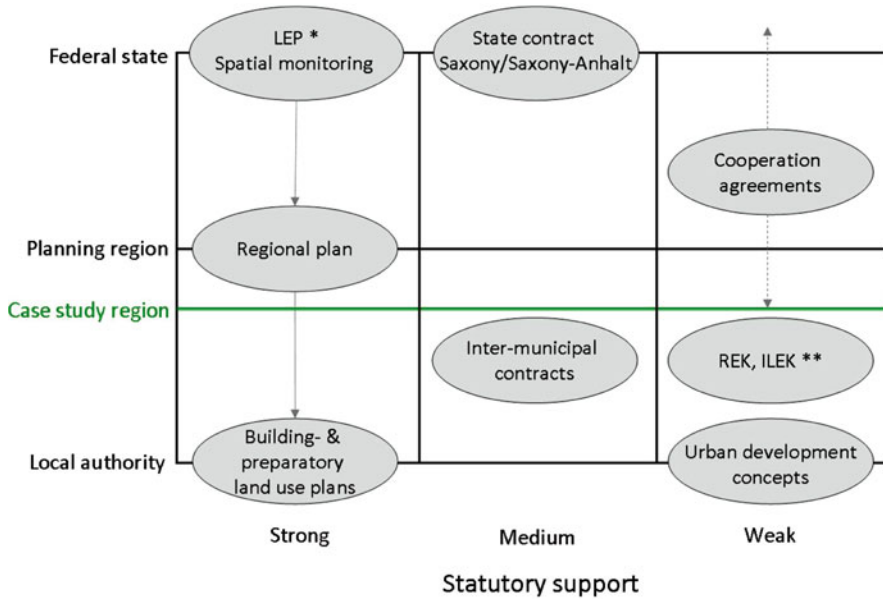 Federal state
LEP *
Spatial monitoring
State contract
Saxony/Saxony-Anhalt
Cooperation
agreements
Planning region
Regional plan
Case study region
Inter-municipal
contracts
REK, ILEK **
Local authority
Building- &
preparatory
land use plans
Urban development
concepts
Strong
Medium
Weak
Statutory support